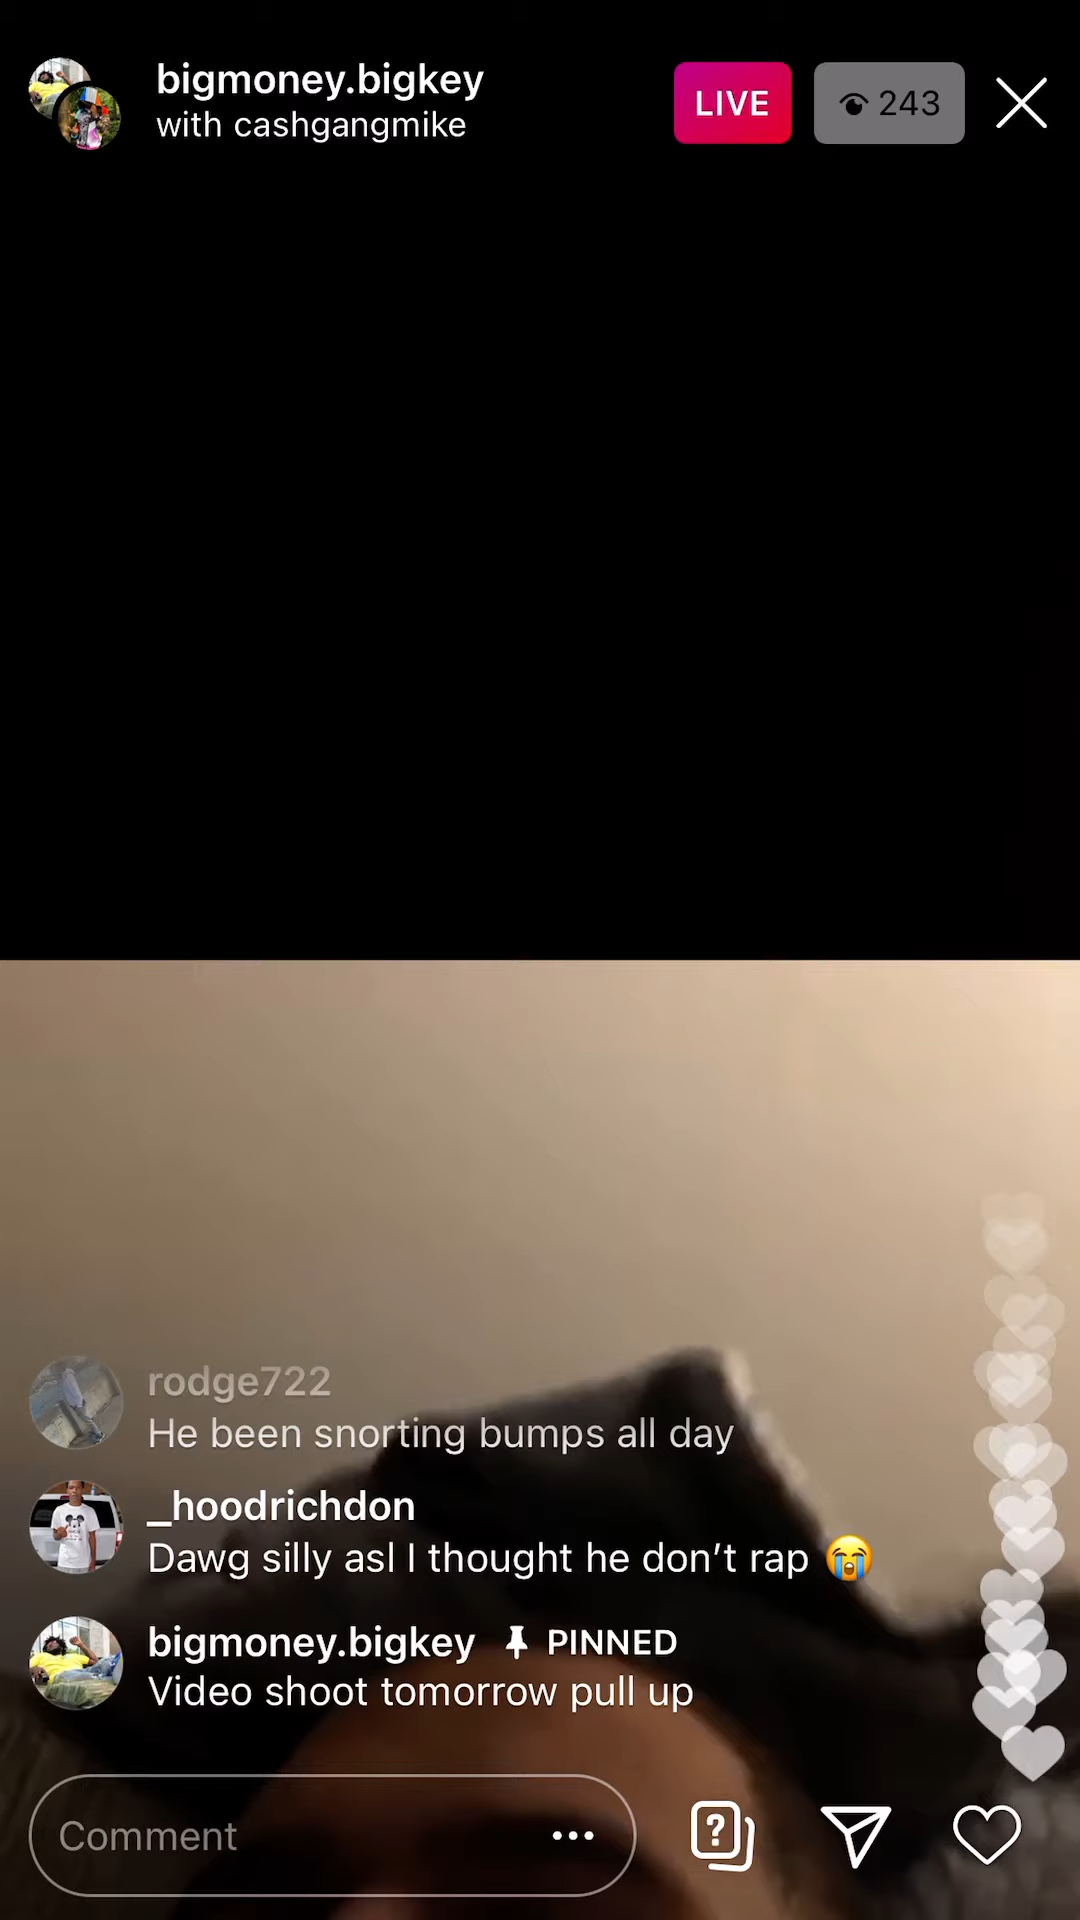 bigmoney.bigkey
with cashgangmike
LIVE
243
rodge722
He been snorting bumps all day
_hoodrichdon
Dawg silly asl I thought he don’t rap 😭
bigmoney.bigkey PINNED
Video shoot tomorrow pull up
Comment